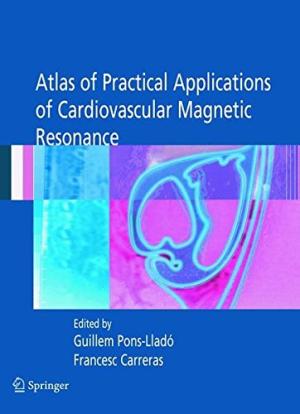 Atlas of Practical Applications
of Cardiovascular Magnetic
Resonance
Edited by
Guillem Pons-Lladó
Francesc Carreras
Springer